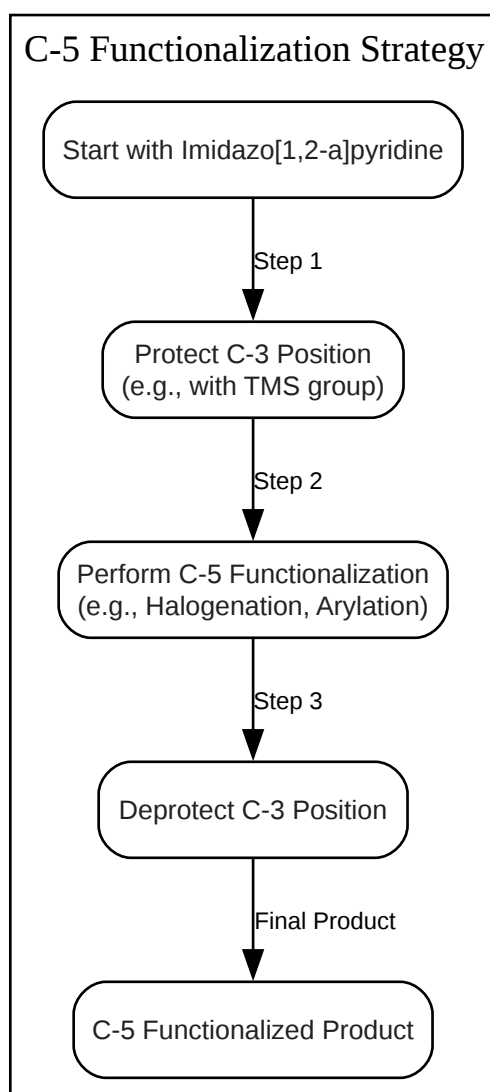 C-5 Functionalization Strategy
Start with Imidazo[1,2-a]pyridine
Step 1
Protect C-3 Position
(e.g., with TMS group)
Step 2
Perform C-5 Functionalization
(e.g., Halogenation, Arylation)
Step 3
Deprotect C-3 Position
Final Product
C-5 Functionalized Product